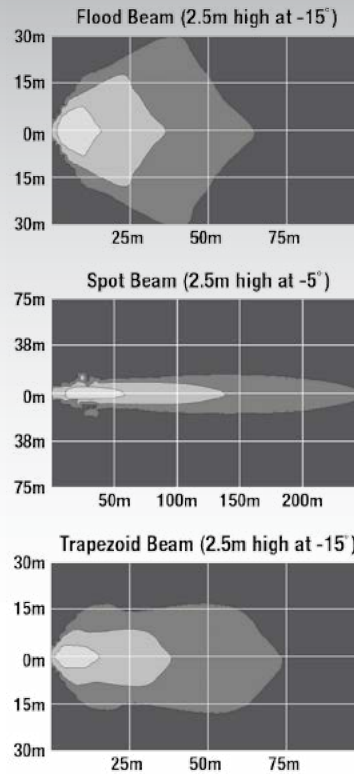 Flood Beam (2.5m high at -15°)
30m
15m
0m
15m
30m
25m 50m 75m
Spot Beam (2.5m high at -5°)
75m
38m
0m
38m
75m
50m 100m 150m 200m
Trapezoid Beam (2.5m high at -15°)
30m
15m
0m
15m
30m
25m 50m 75m